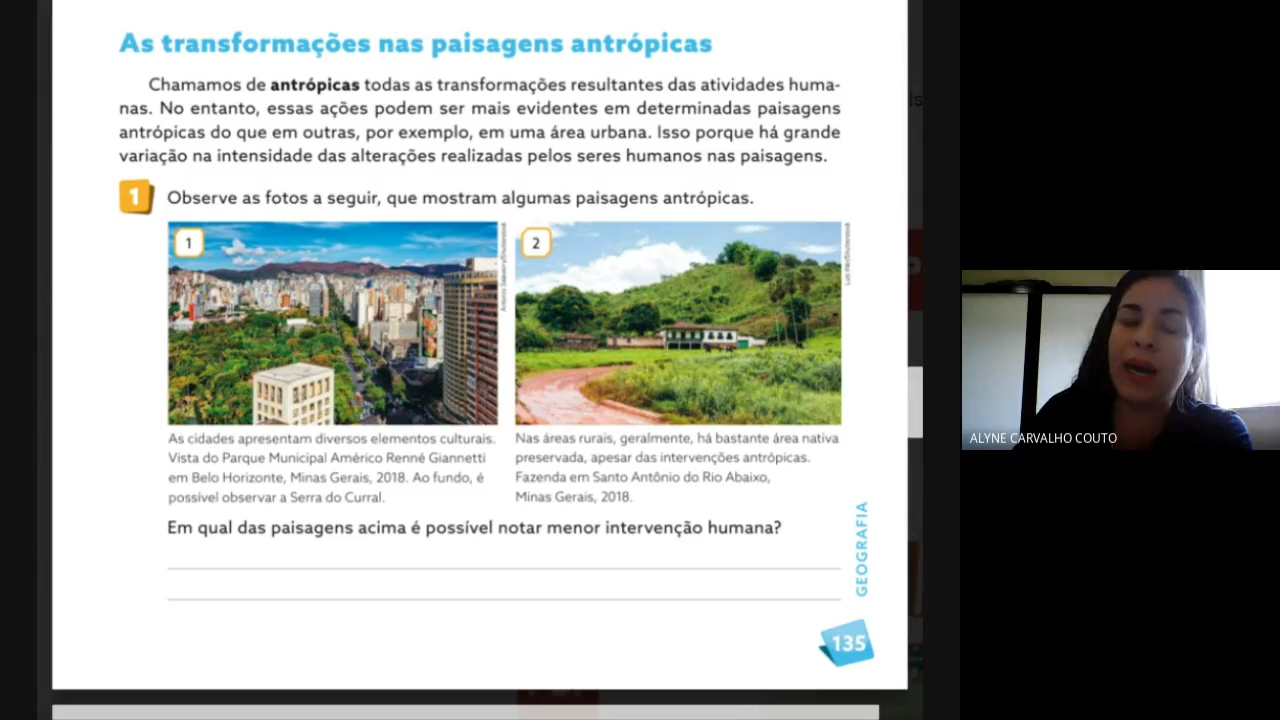 As transformações nas paisagens antrópicas
Chamamos de antrópicas todas as transformações resultantes das atividades huma-
nas. No entanto, essas ações podem ser mais evidentes em determinadas paisagens
antrópicas do que em outras, por exemplo, em uma área urbana. Isso porque há grande
variação na intensidade das alterações realizadas pelos seres humanos nas paisagens.
1
Observe as fotos a seguir, que mostram algumas paisagens antrópicas.
1
2
As cidades apresentam diversos elementos culturais.
Vista do Parque Municipal Américo Renné Giannetti
em Belo Horizonte, Minas Gerais, 2018. Ao fundo, é
possível observar a Serra do Curral.
Nas áreas rurais, geralmente, há bastante área nativa
preservada, apesar das intervenções antrópicas.
Fazenda em Santo Antônio do Rio Abaixo,
Minas Gerais, 2018.
Em qual das paisagens acima é possível notar menor intervenção humana?
GEOGRAFIA
135
ALYNE CARVALHO COUTO